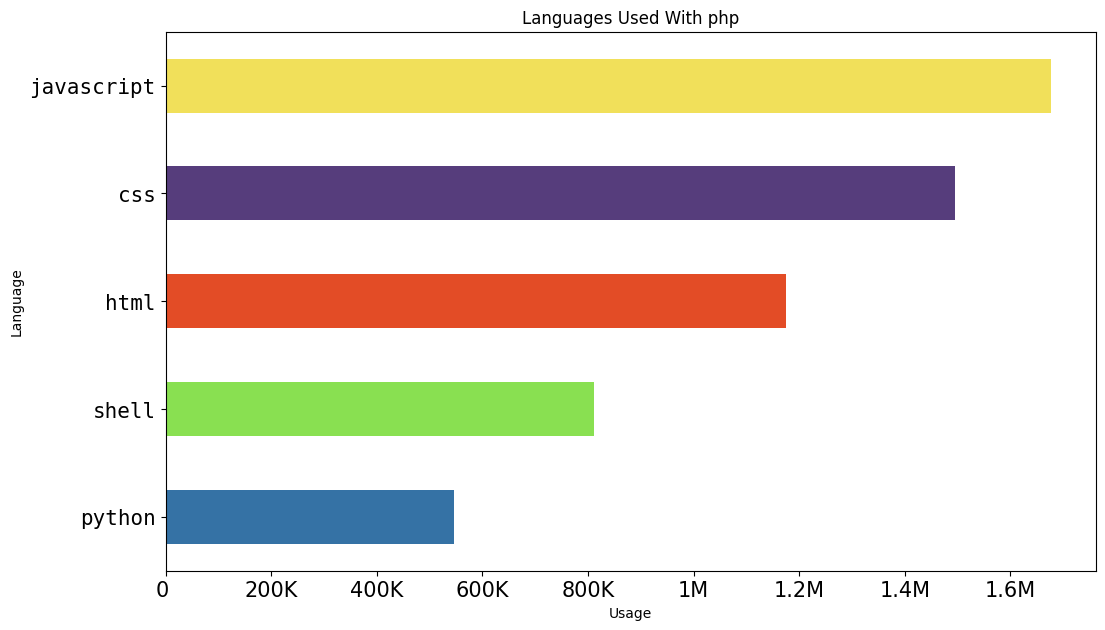 Languages Used With php
javascript
css
html
shell
python
Language
0 200K 400K 600K 800K 1M 1.2M 1.4M 1.6M
Usage